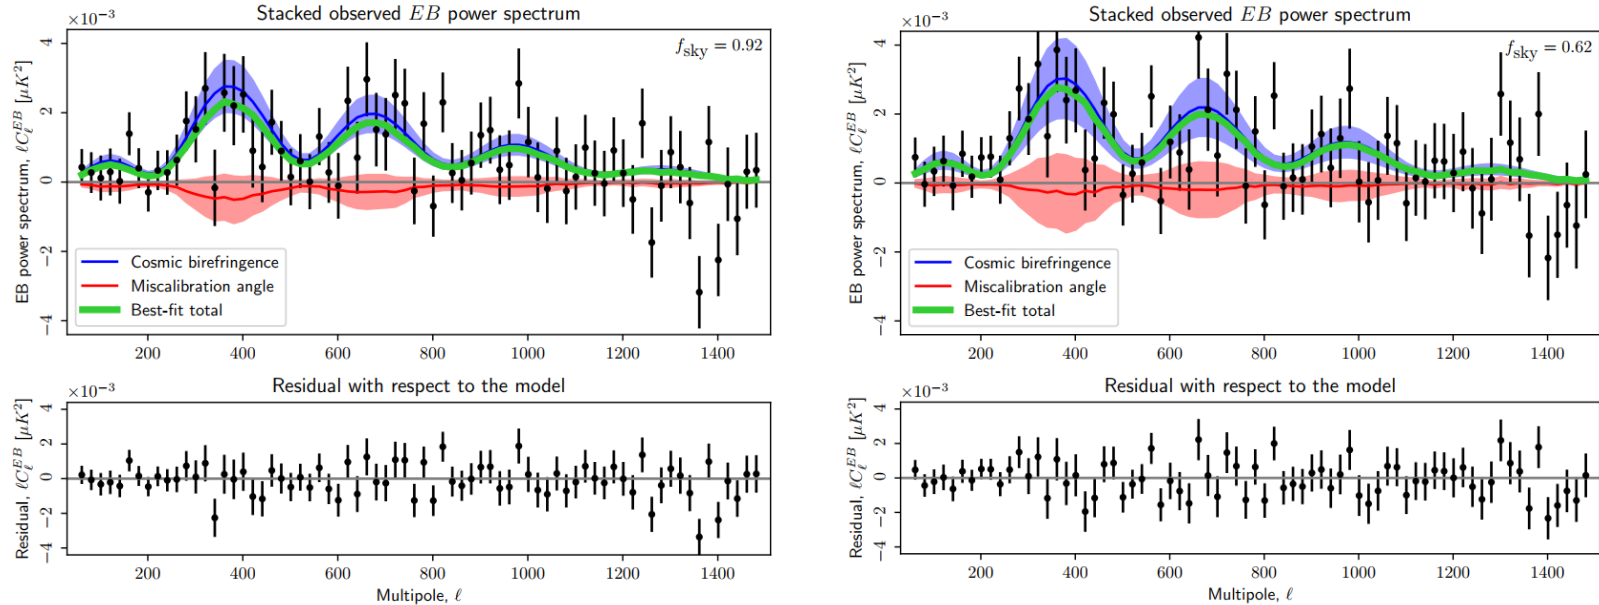 Stacked observed EB power spectrum
×10⁻³
f_sky = 0.92
EB power spectrum, ℓC_ℓ^EB [μK²]
4
2
0
−2
−4
Cosmic birefringence
Miscalibration angle
Best-fit total
200 400 600 800 1000 1200 1400
Residual with respect to the model
×10⁻³
Residual, ℓC_ℓ^EB [μK²]
4
2
0
−2
−4
200 400 600 800 1000 1200 1400
Multipole, ℓ
Stacked observed EB power spectrum
×10⁻³
f_sky = 0.62
EB power spectrum, ℓC_ℓ^EB [μK²]
4
2
0
−2
−4
Cosmic birefringence
Miscalibration angle
Best-fit total
200 400 600 800 1000 1200 1400
Residual with respect to the model
×10⁻³
Residual, ℓC_ℓ^EB [μK²]
4
2
0
−2
−4
200 400 600 800 1000 1200 1400
Multipole, ℓ